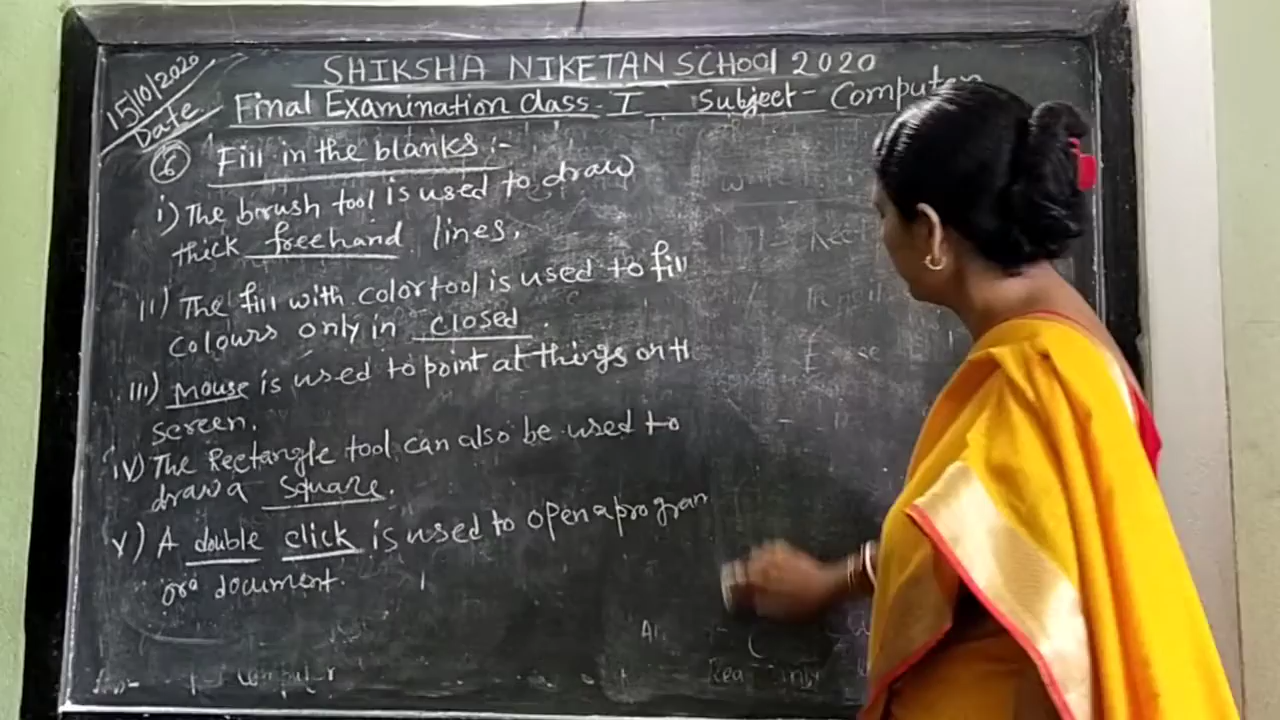 SHIKSHA NIKETAN SCHOOL 2020
15/10/2020
Date
Final Examination class - I Subject - Computer
6 Fill in the blanks :-
i) The brush tool is used to draw
thick freehand lines.
ii) The fill with color tool is used to fill
colours only in closed .
iii) mouse is used to point at things on th
screen.
iv) The Rectangle tool can also be used to
draw a square.
v) A double click is used to open a program
or a document.
computer